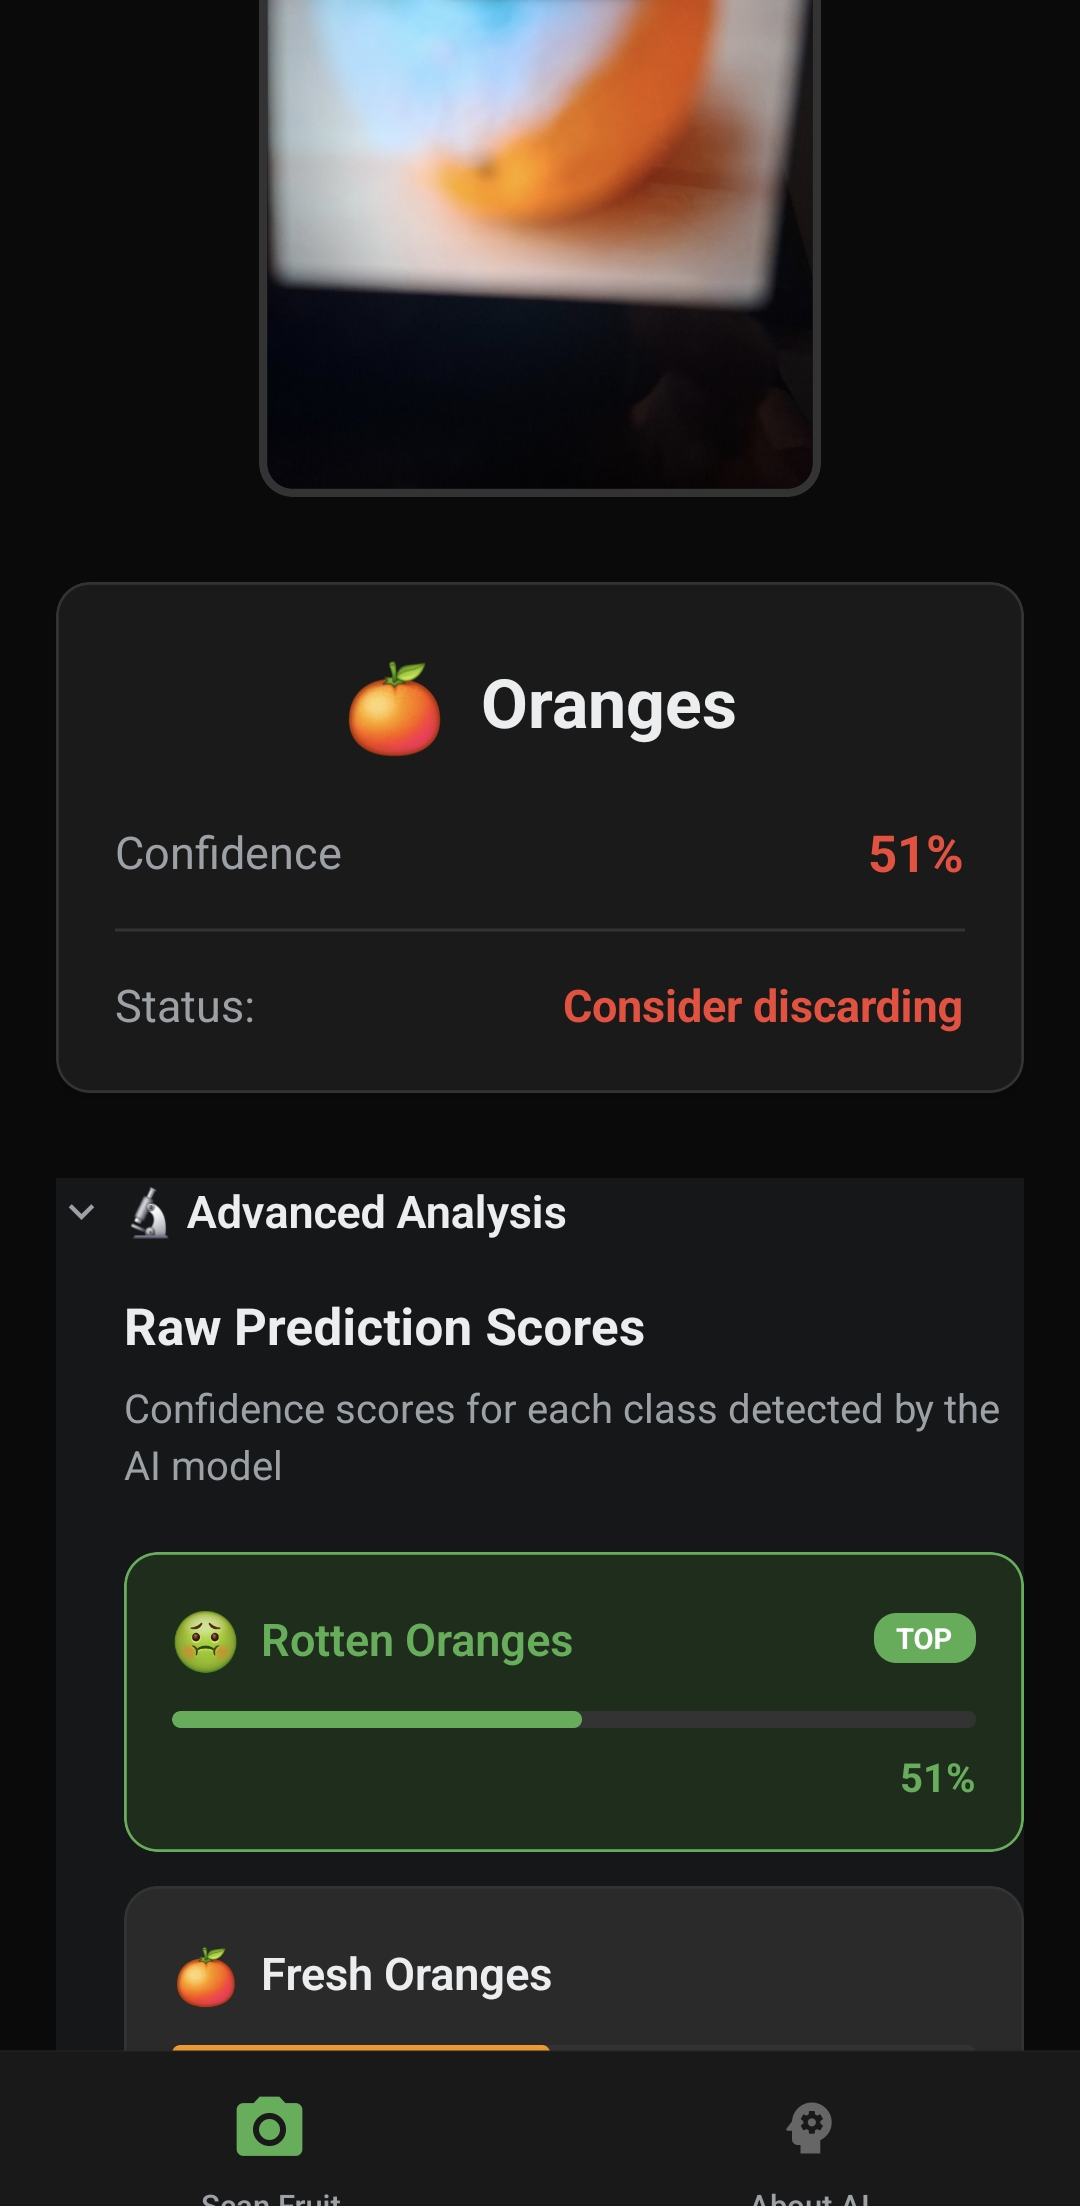 Oranges
Confidence 51%
Status: Consider discarding
Advanced Analysis
Raw Prediction Scores
Confidence scores for each class detected by the
AI model
Rotten Oranges TOP
51%
Fresh Oranges
Scan Fruit About AI